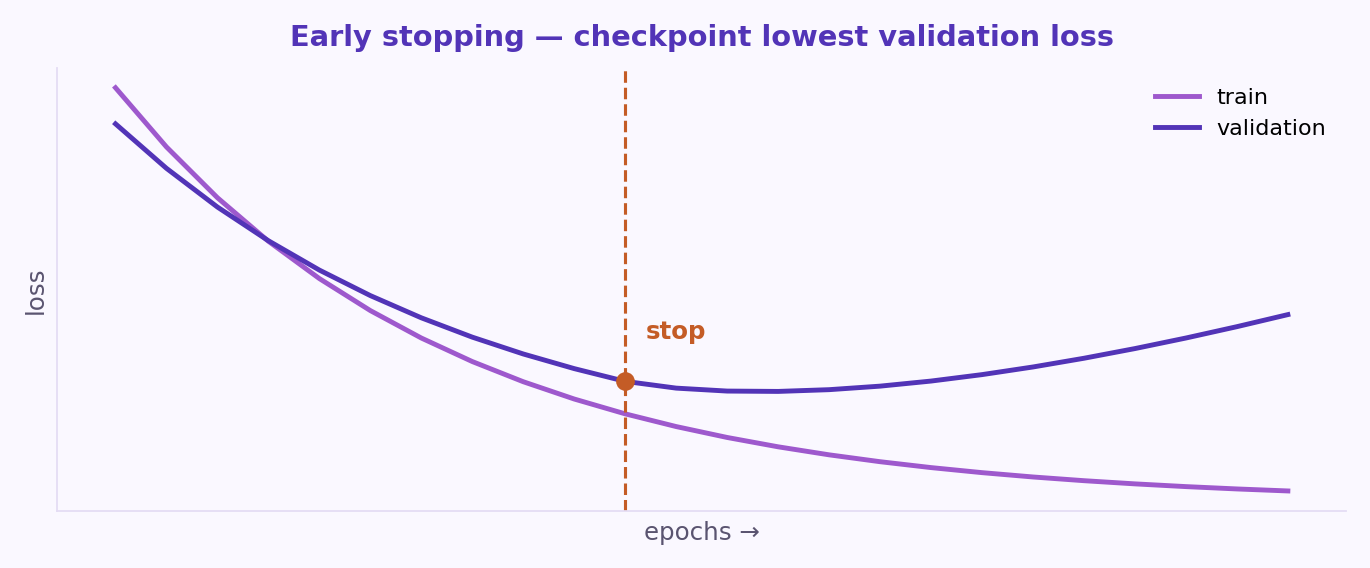 Early stopping — checkpoint lowest validation loss
train
validation
loss
stop
epochs →